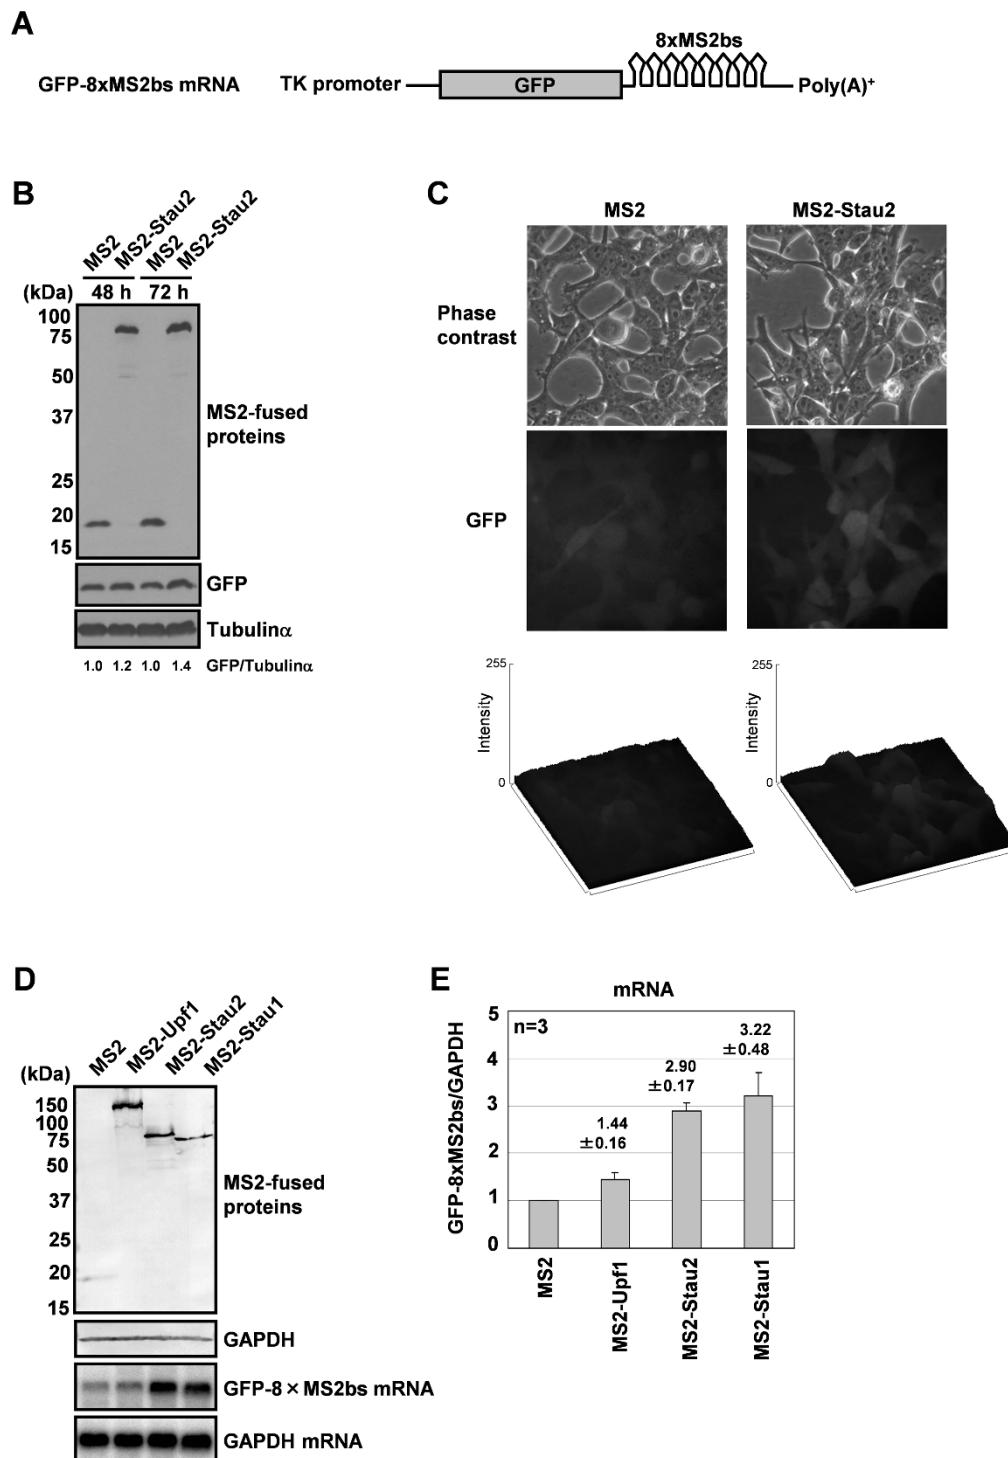 A
8xMS2bs
GFP-8xMS2bs mRNA TK promoter GFP Poly(A)+
B
MS2 MS2-Stau2 MS2 MS2-Stau2
(kDa) 48 h 72 h
100
75
50
37
25
20
15
MS2-fused
proteins
GFP
Tubulinα
1.0 1.2 1.0 1.4 GFP/Tubulinα
C
MS2 MS2-Stau2
Phase
contrast
GFP
255
Intensity
0
255
Intensity
0
D
MS2 MS2-Upf1 MS2-Stau2 MS2-Stau1
(kDa)
150
100
75
50
37
25
20
15
MS2-fused
proteins
GAPDH
GFP-8×MS2bs mRNA
GAPDH mRNA
E
mRNA
GFP-8xMS2bs/GAPDH
5
4
3
2
1
0
n=3
1.44
±0.16
2.90
±0.17
3.22
±0.48
MS2
MS2-Upf1
MS2-Stau2
MS2-Stau1